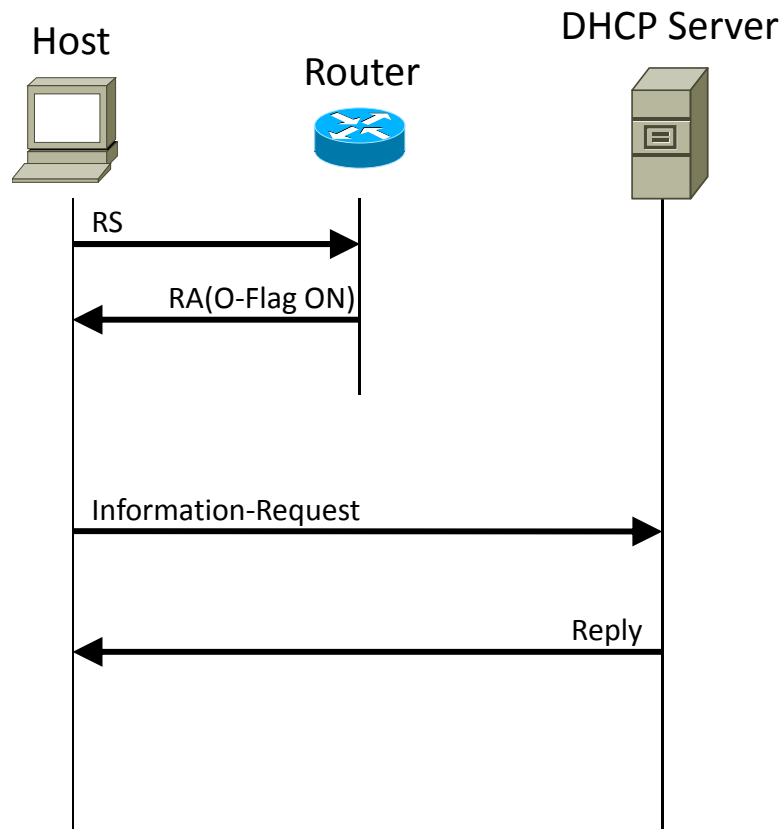 Host
Router
DHCP Server
RS
RA(O-Flag ON)
Information-Request
Reply